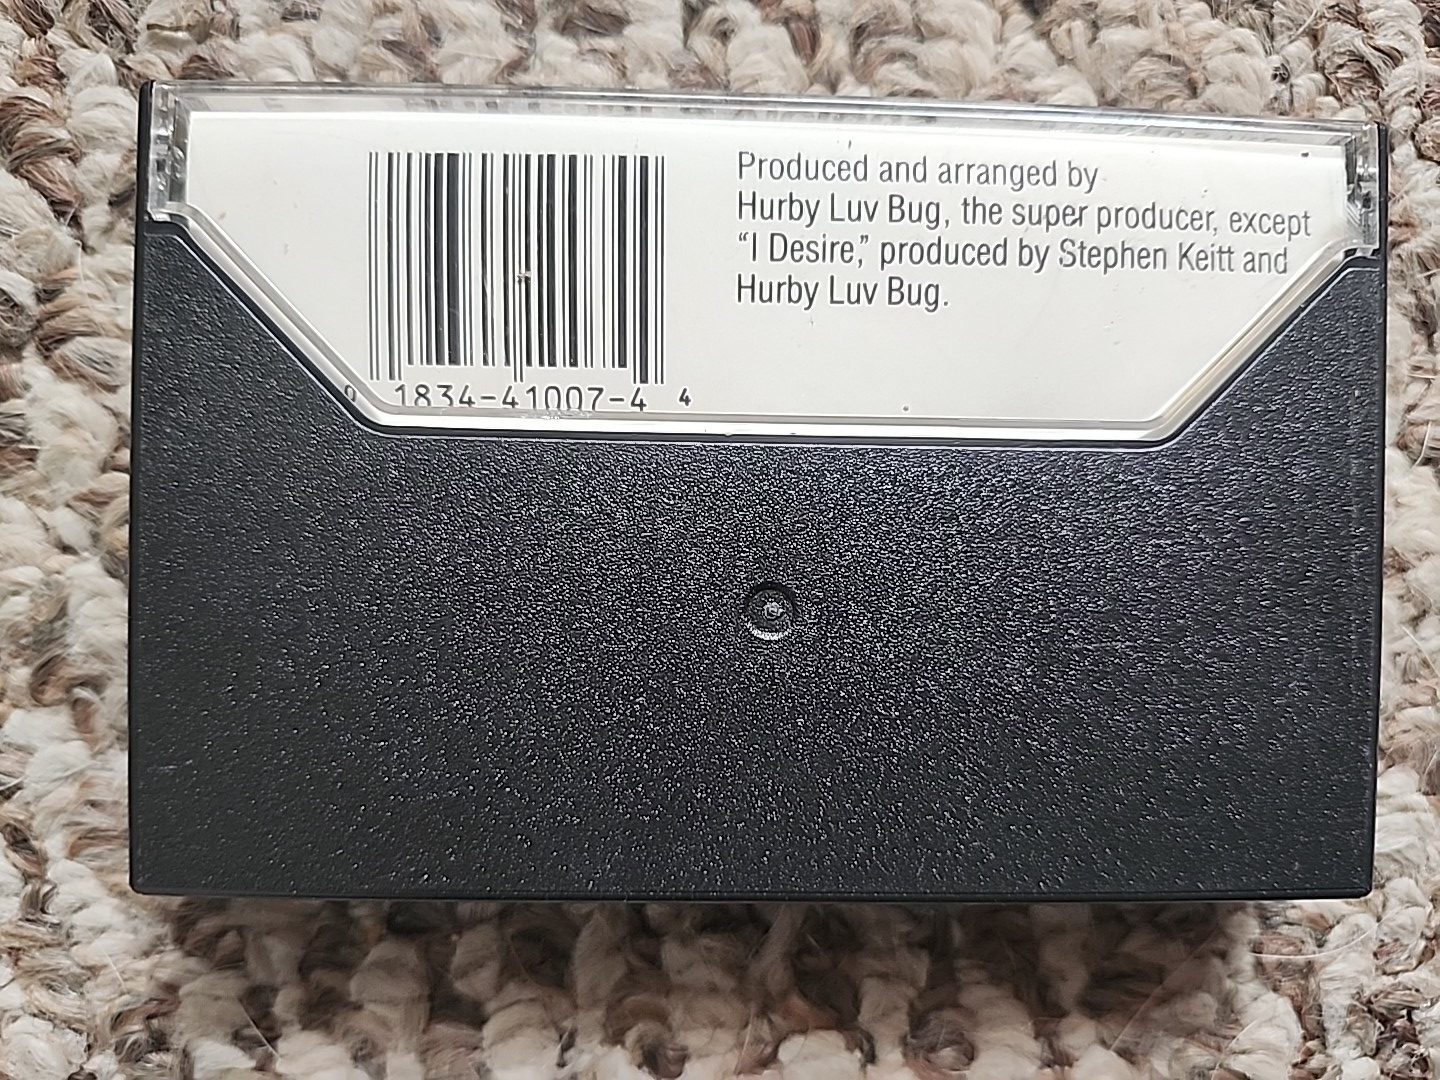 Produced and arranged by
Hurby Luv Bug, the super producer, except
“I Desire,” produced by Stephen Keitt and
Hurby Luv Bug.
0 1834-41007-4 4